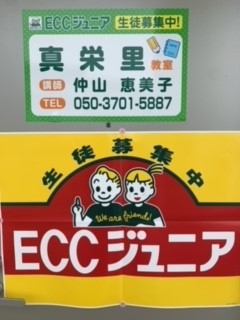 ECCジュニア 生徒募集中!
真栄里 教室
講師 仲山 恵美子
TEL 050-3701-5887
生徒募集中
We are friends!
ECCジュニア